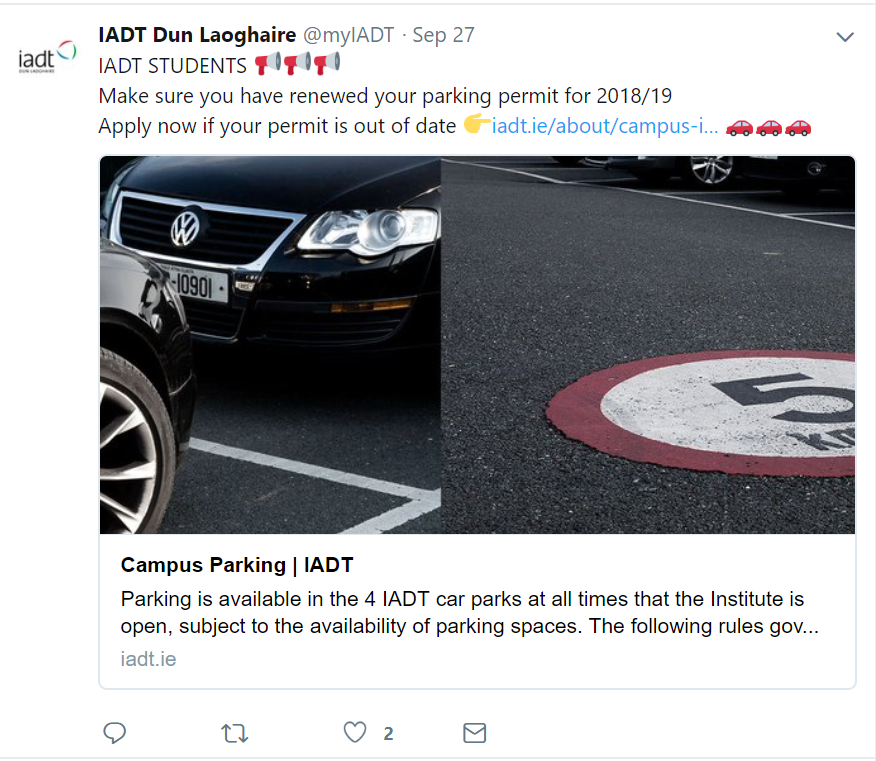 IADT Dun Laoghaire @myIADT · Sep 27
iadt
DUN LAOGHAIRE
IADT STUDENTS 📢📢📢
Make sure you have renewed your parking permit for 2018/19
Apply now if your permit is out of date 👉iadt.ie/about/campus-i... 🚗🚗🚗
-10901
5
Campus Parking | IADT
Parking is available in the 4 IADT car parks at all times that the Institute is
open, subject to the availability of parking spaces. The following rules gov...
iadt.ie
2